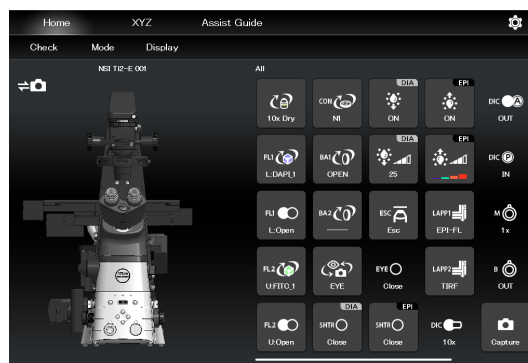 Home XYZ Assist Guide
Check Mode Display
NSI Ti2-E 001 All
DIA EPI
CON DIC A
10x Dry N1 ON ON OUT
DIA EPI
FL1 BA1 DIC P
L:DAPI_1 OPEN 25 IN
FL1 BA2 ESC LAPP1 M
L:Open ------ Esc EPI-FL 1x
FL2 EYE LAPP2 B
U:FITC_1 EYE Close TIRF OUT
DIA EPI
FL2 SHTR SHTR DIC
U:Open Close Close 10x Capture